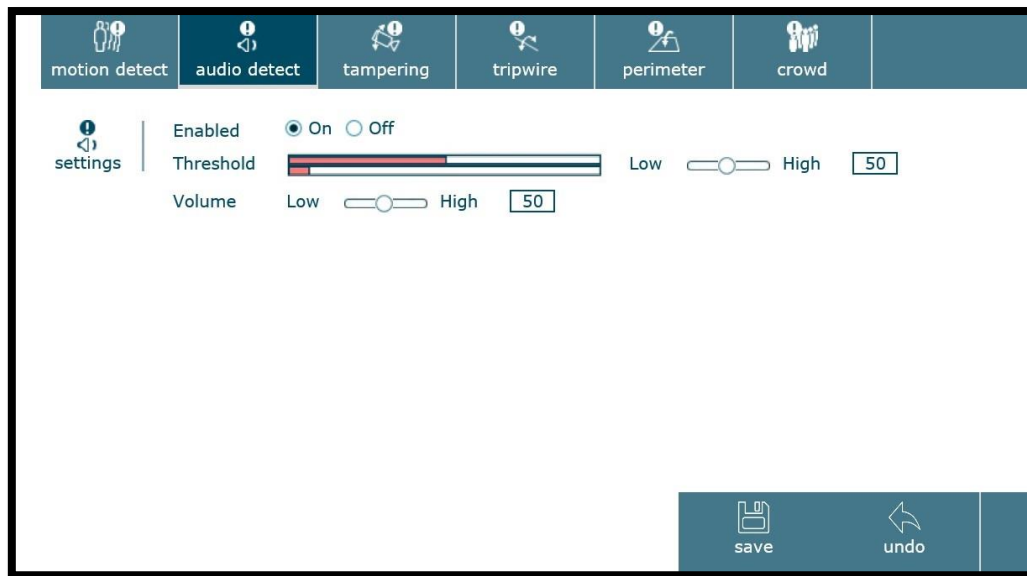 motion detect audio detect tampering tripwire perimeter crowd
settings
Enabled On Off
Threshold Low High 50
Volume Low High 50
save undo